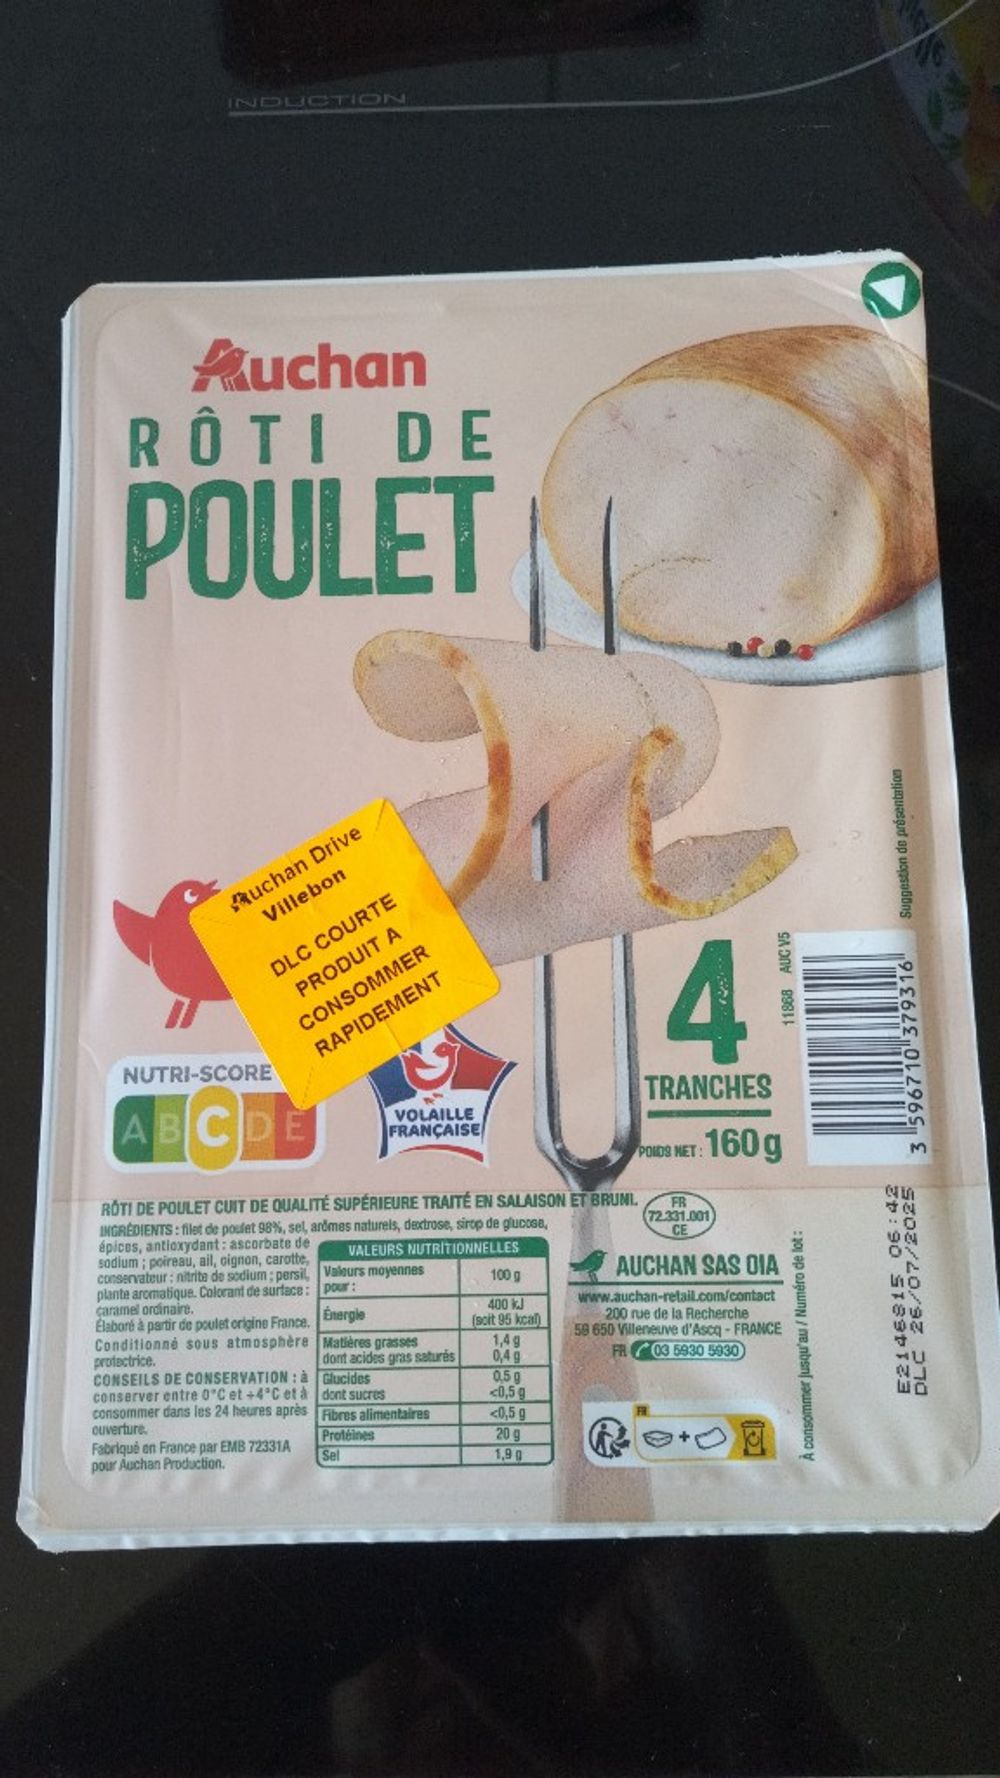 INDUCTION
Auchan
RÔTI DE
POULET
Auchan Drive
Villebon
DLC COURTE
PRODUIT A
CONSOMMER
RAPIDEMENT
NUTRI-SCORE
A B C D E
VOLAILLE
FRANÇAISE
4
TRANCHES
POIDS NET : 160 g
Suggestion de présentation
11868 AUC V5
3 596710 379316
RÔTI DE POULET CUIT DE QUALITÉ SUPÉRIEURE TRAITÉ EN SALAISON ET BRUNI.
INGRÉDIENTS : filet de poulet 98%, sel, arômes naturels, dextrose, sirop de glucose,
épices, antioxydant : ascorbate de
sodium ; poireau, ail, oignon, carotte,
conservateur : nitrite de sodium ; persil,
plante aromatique. Colorant de surface :
caramel ordinaire.
Élaboré à partir de poulet origine France.
Conditionné sous atmosphère
protectrice.
CONSEILS DE CONSERVATION : à
conserver entre 0°C et +4°C et à
consommer dans les 24 heures après
ouverture.
Fabriqué en France par EMB 72331A
pour Auchan Production.
VALEURS NUTRITIONNELLES
Valeurs moyennes
pour : 100 g
Énergie 400 kJ
(soit 95 kcal)
Matières grasses 1,4 g
dont acides gras saturés 0,4 g
Glucides 0,5 g
dont sucres <0,5 g
Fibres alimentaires <0,5 g
Protéines 20 g
Sel 1,9 g
FR
72.331.001
CE
AUCHAN SAS OIA
www.auchan-retail.com/contact
200 rue de la Recherche
59 650 Villeneuve d'Ascq - FRANCE
FR 03 5930 5930
FR
+
À consommer jusqu'au / Numéro de lot :
E2146815 06:42
DLC 26/07/2025